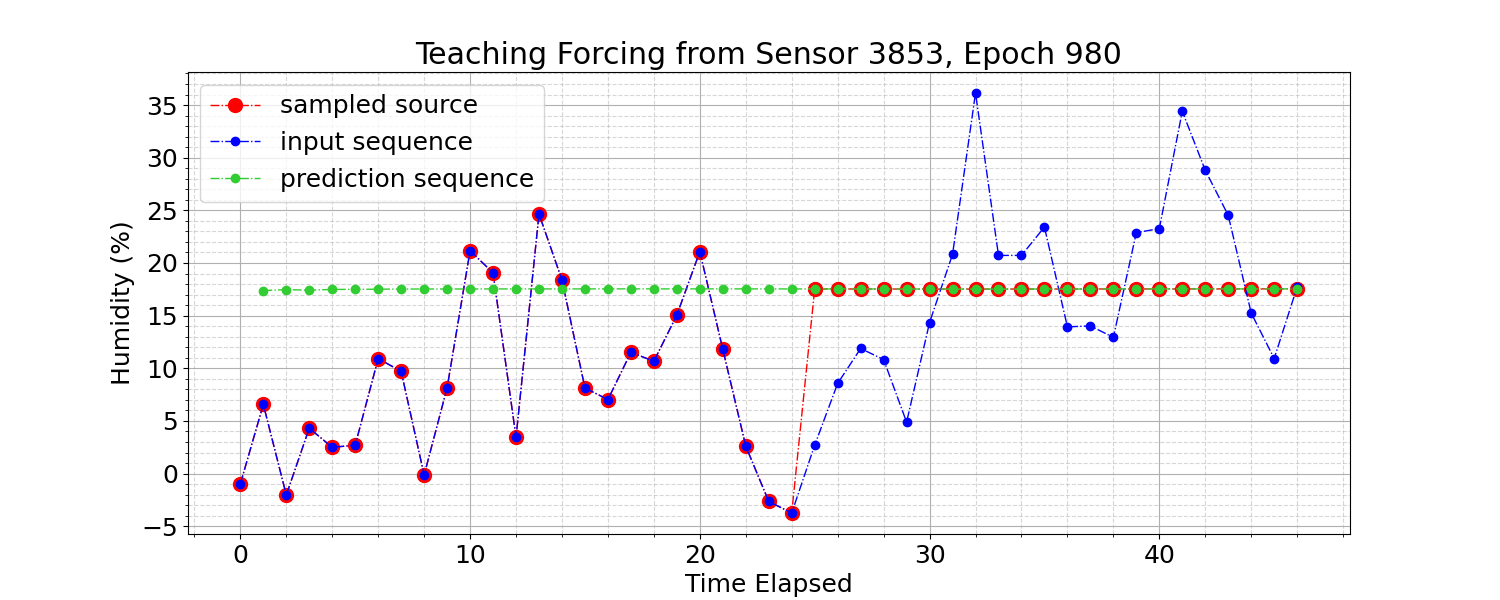 Teaching Forcing from Sensor 3853, Epoch 980
sampled source
input sequence
prediction sequence
Humidity (%)
35
30
25
20
15
10
5
0
−5
0 10 20 30 40
Time Elapsed